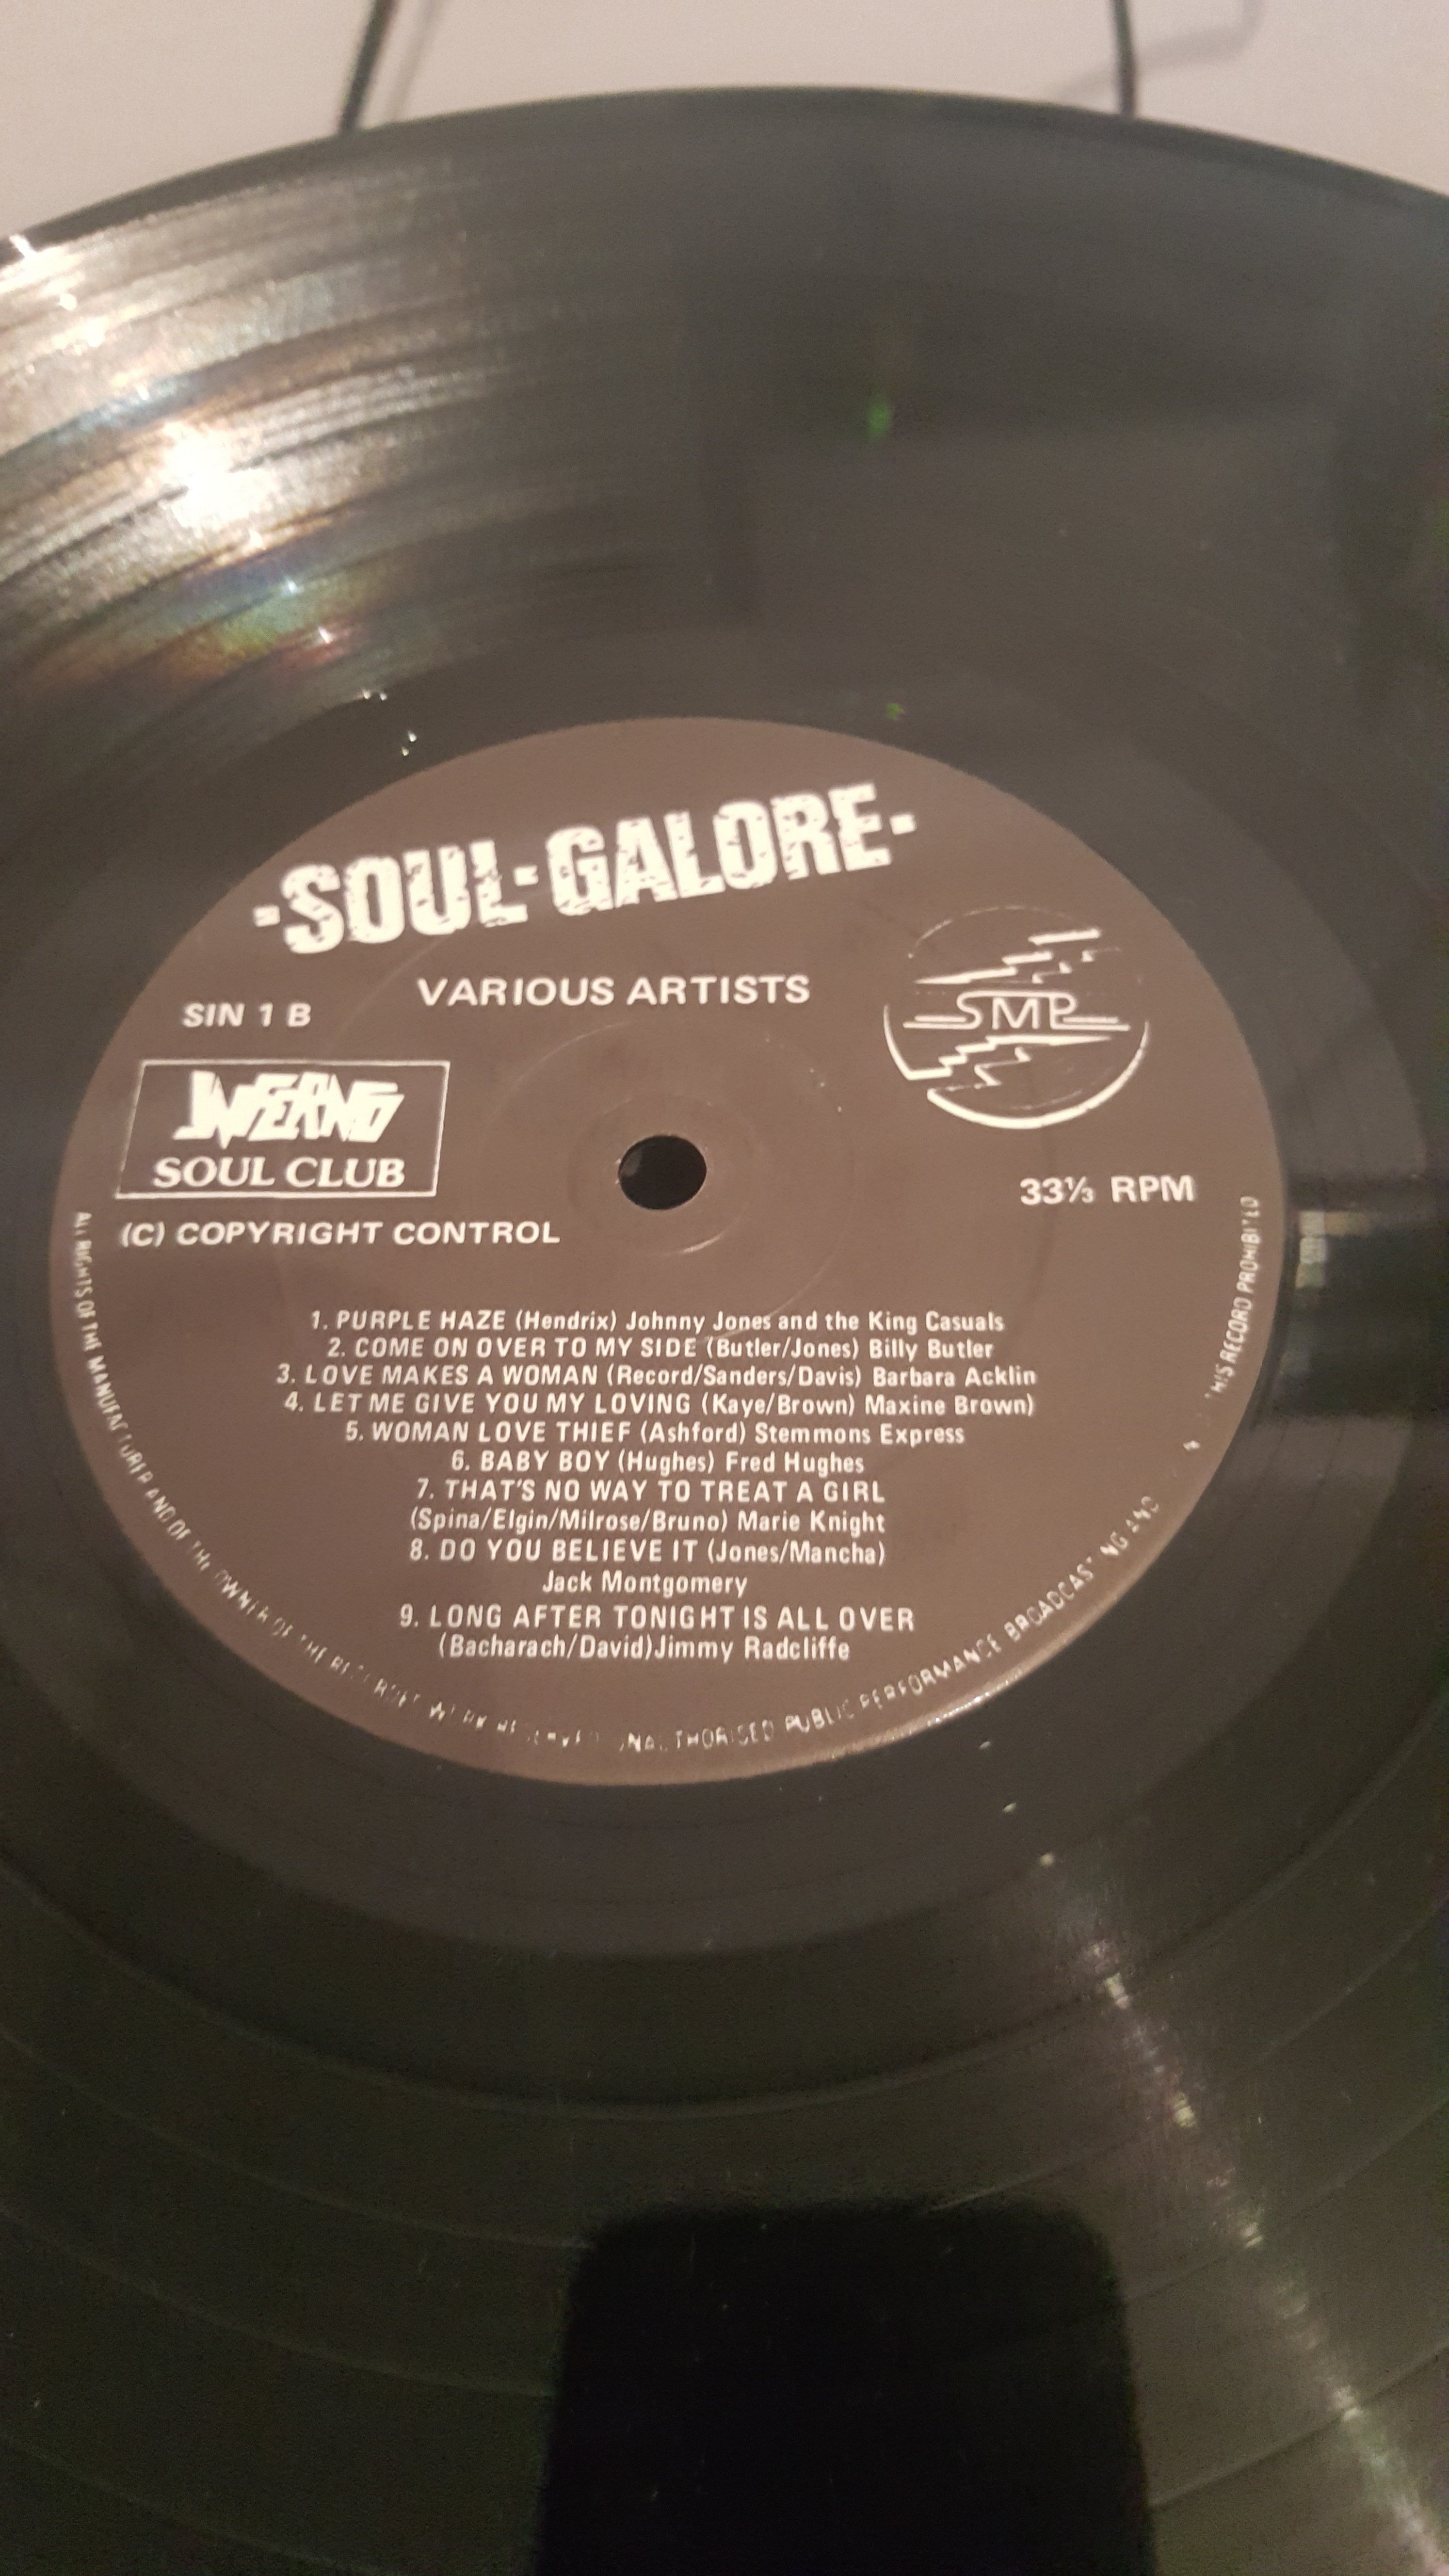 -SOUL-GALORE-
VARIOUS ARTISTS
SIN 1 B
SMP
INFERNO
SOUL CLUB
33⅓ RPM
(C) COPYRIGHT CONTROL
1. PURPLE HAZE (Hendrix) Johnny Jones and the King Casuals
2. COME ON OVER TO MY SIDE (Butler/Jones) Billy Butler
3. LOVE MAKES A WOMAN (Record/Sanders/Davis) Barbara Acklin
4. LET ME GIVE YOU MY LOVING (Kaye/Brown) Maxine Brown)
5. WOMAN LOVE THIEF (Ashford) Stemmons Express
6. BABY BOY (Hughes) Fred Hughes
7. THAT'S NO WAY TO TREAT A GIRL
(Spina/Elgin/Milrose/Bruno) Marie Knight
8. DO YOU BELIEVE IT (Jones/Mancha)
Jack Montgomery
9. LONG AFTER TONIGHT IS ALL OVER
(Bacharach/David)Jimmy Radcliffe
ALL RIGHTS OF THE MANUFACTURER AND OF THE OWNER OF THE WORK RESERVED UNAUTHORISED PUBLIC PERFORMANCE BROADCASTING AND THIS RECORD PROHIBITED